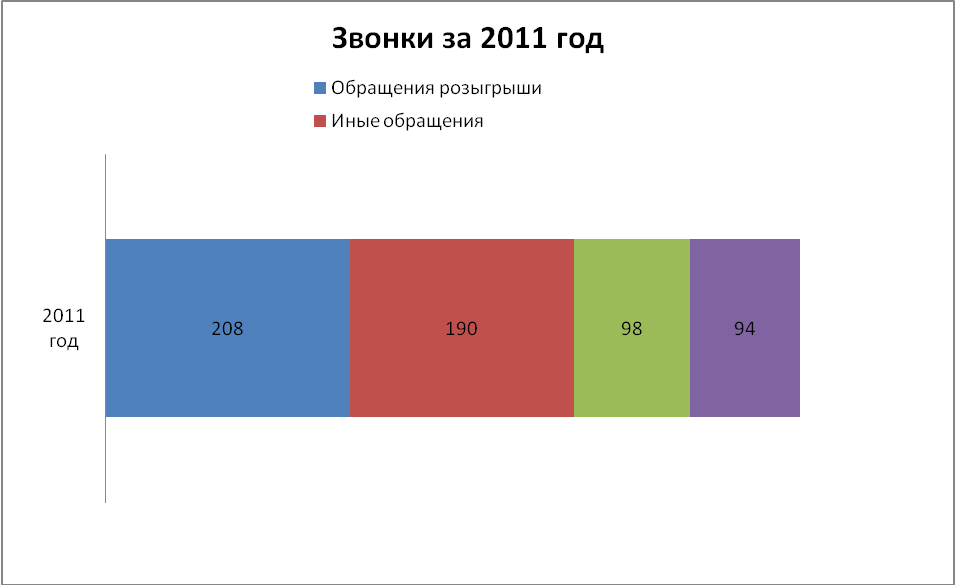 Звонки за 2011 год
Обращения розыгрыши
Иные обращения
2011
год
208
190
98
94